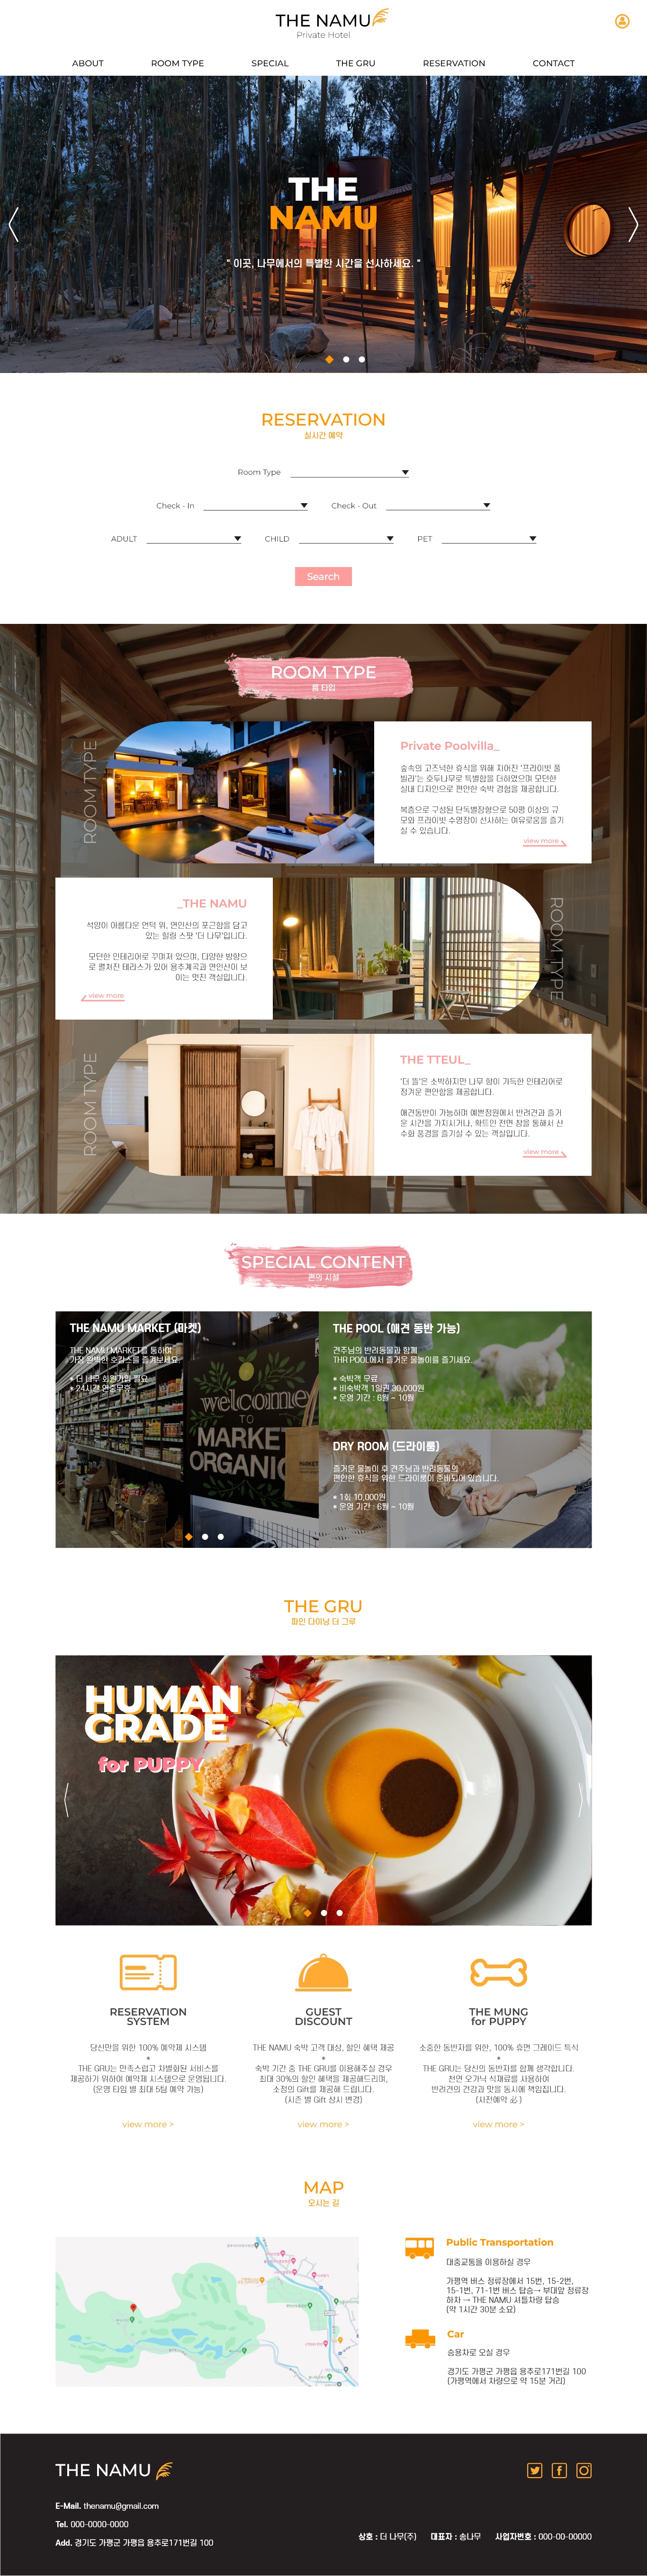 THE NAMU
Private Hotel
ABOUT
ROOM TYPE
SPECIAL
THE GRU
RESERVATION
CONTACT
THE
NAMU
" 이곳, 나무에서의 특별한 시간을 선사하세요. "
RESERVATION
실시간 예약
Room Type
Check - In
Check - Out
ADULT
CHILD
PET
Search
ROOM TYPE
룸 타입
ROOM TYPE
Private Poolvilla_
숲속의 고즈넉한 휴식을 위해 지어진 '프라이빗 풀
빌라'는 호두나무로 특별함을 더하였으며 모던한
실내 디자인으로 편안한 숙박 경험을 제공합니다.
복층으로 구성된 단독별장형으로 50평 이상의 규
모와 프라이빗 수영장이 선사하는 여유로움을 즐기
실 수 있습니다.
view more
_THE NAMU
석양이 아름다운 언덕 위, 연인산의 포근함을 담고
있는 힐링 스팟 '더 나무'입니다.
모던한 인테리어로 꾸며져 있으며, 다양한 방향으
로 펼쳐진 테라스가 있어 용추계곡과 연인산이 보
이는 멋진 객실입니다.
view more
ROOM TYPE
ROOM TYPE
THE TTEUL_
'더 뜰'은 소박하지만 나무 향이 가득한 인테리어로
정겨운 편안함을 제공합니다.
애견동반이 가능하며 예쁜정원에서 반려견과 즐거
운 시간을 가지시거나, 확트인 전면 창을 통해서 산
수화 풍경을 즐기실 수 있는 객실입니다.
view more
SPECIAL CONTENT
편의 시설
THE NAMU MARKET (마켓)
THE NAMU MARKET를 통하여
가장 완벽한 호캉스를 즐겨보세요.
* 더 나무 회원가입 필요
* 24시간 연중무휴
welcome
TO
MARKET
ORGANIC
THE POOL (애견 동반 가능)
견주님의 반려동물과 함께
THR POOL에서 즐거운 물놀이를 즐기세요.
* 숙박객 무료
* 비숙박객 1일권 30,000원
* 운영 기간 : 6월 ~ 10월
DRY ROOM (드라이룸)
즐거운 물놀이 후 견주님과 반려동물의
편안한 휴식을 위한 드라이룸이 준비되어 있습니다.
* 1회 10,000원
* 운영 기간 : 6월 ~ 10월
THE GRU
파인 다이닝 더 그루
HUMAN
GRADE
for PUPPY
RESERVATION
SYSTEM
당신만을 위한 100% 예약제 시스템
*
THE GRU는 만족스럽고 차별화된 서비스를
제공하기 위하여 예약제 시스템으로 운영됩니다.
(운영 타임 별 최대 5팀 예약 가능)
view more >
GUEST
DISCOUNT
THE NAMU 숙박 고객 대상, 할인 혜택 제공
*
숙박 기간 중 THE GRU를 이용해주실 경우
최대 30%의 할인 혜택을 제공해드리며,
소정의 Gift를 제공해 드립니다.
(시즌 별 Gift 상시 변경)
view more >
THE MUNG
for PUPPY
소중한 동반자를 위한, 100% 휴먼 그레이드 특식
*
THE GRU는 당신의 동반자를 함께 생각합니다.
천연 오가닉 식재료를 사용하여
반려견의 건강과 맛을 동시에 책임집니다.
(사전예약 必)
view more >
MAP
오시는 길
Public Transportation
대중교통을 이용하실 경우
가평역 버스 정류장에서 15번, 15-2번,
15-1번, 71-1번 버스 탑승→ 부대앞 정류장
하차 → THE NAMU 셔틀차량 탑승
(약 1시간 30분 소요)
Car
승용차로 오실 경우
경기도 가평군 가평읍 용추로171번길 100
(가평역에서 차량으로 약 15분 거리)
THE NAMU
E-Mail. thenamu@gmail.com
Tel. 000-0000-0000
Add. 경기도 가평군 가평읍 용추로171번길 100
상호 : 더 나무(주)
대표자 : 송나무
사업자번호 : 000-00-00000